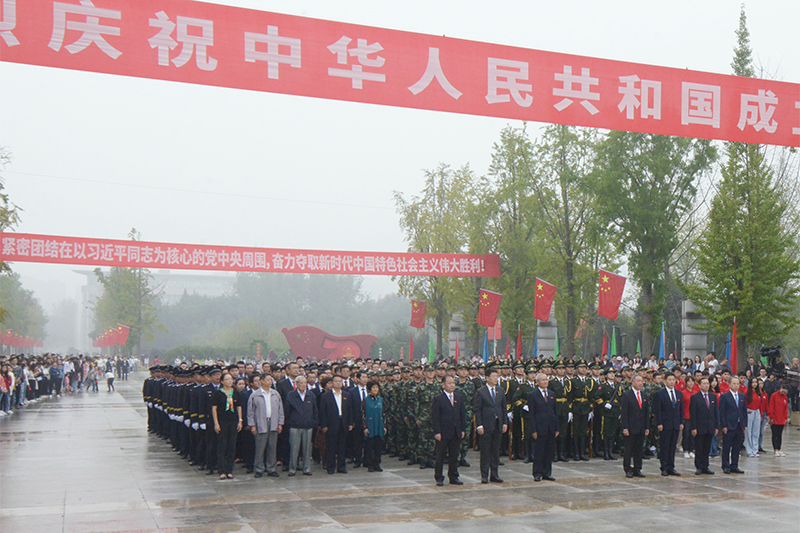 庆祝中华人民共和国成立
紧密团结在以习近平同志为核心的党中央周围，奋力夺取新时代中国特色社会主义伟大胜利！